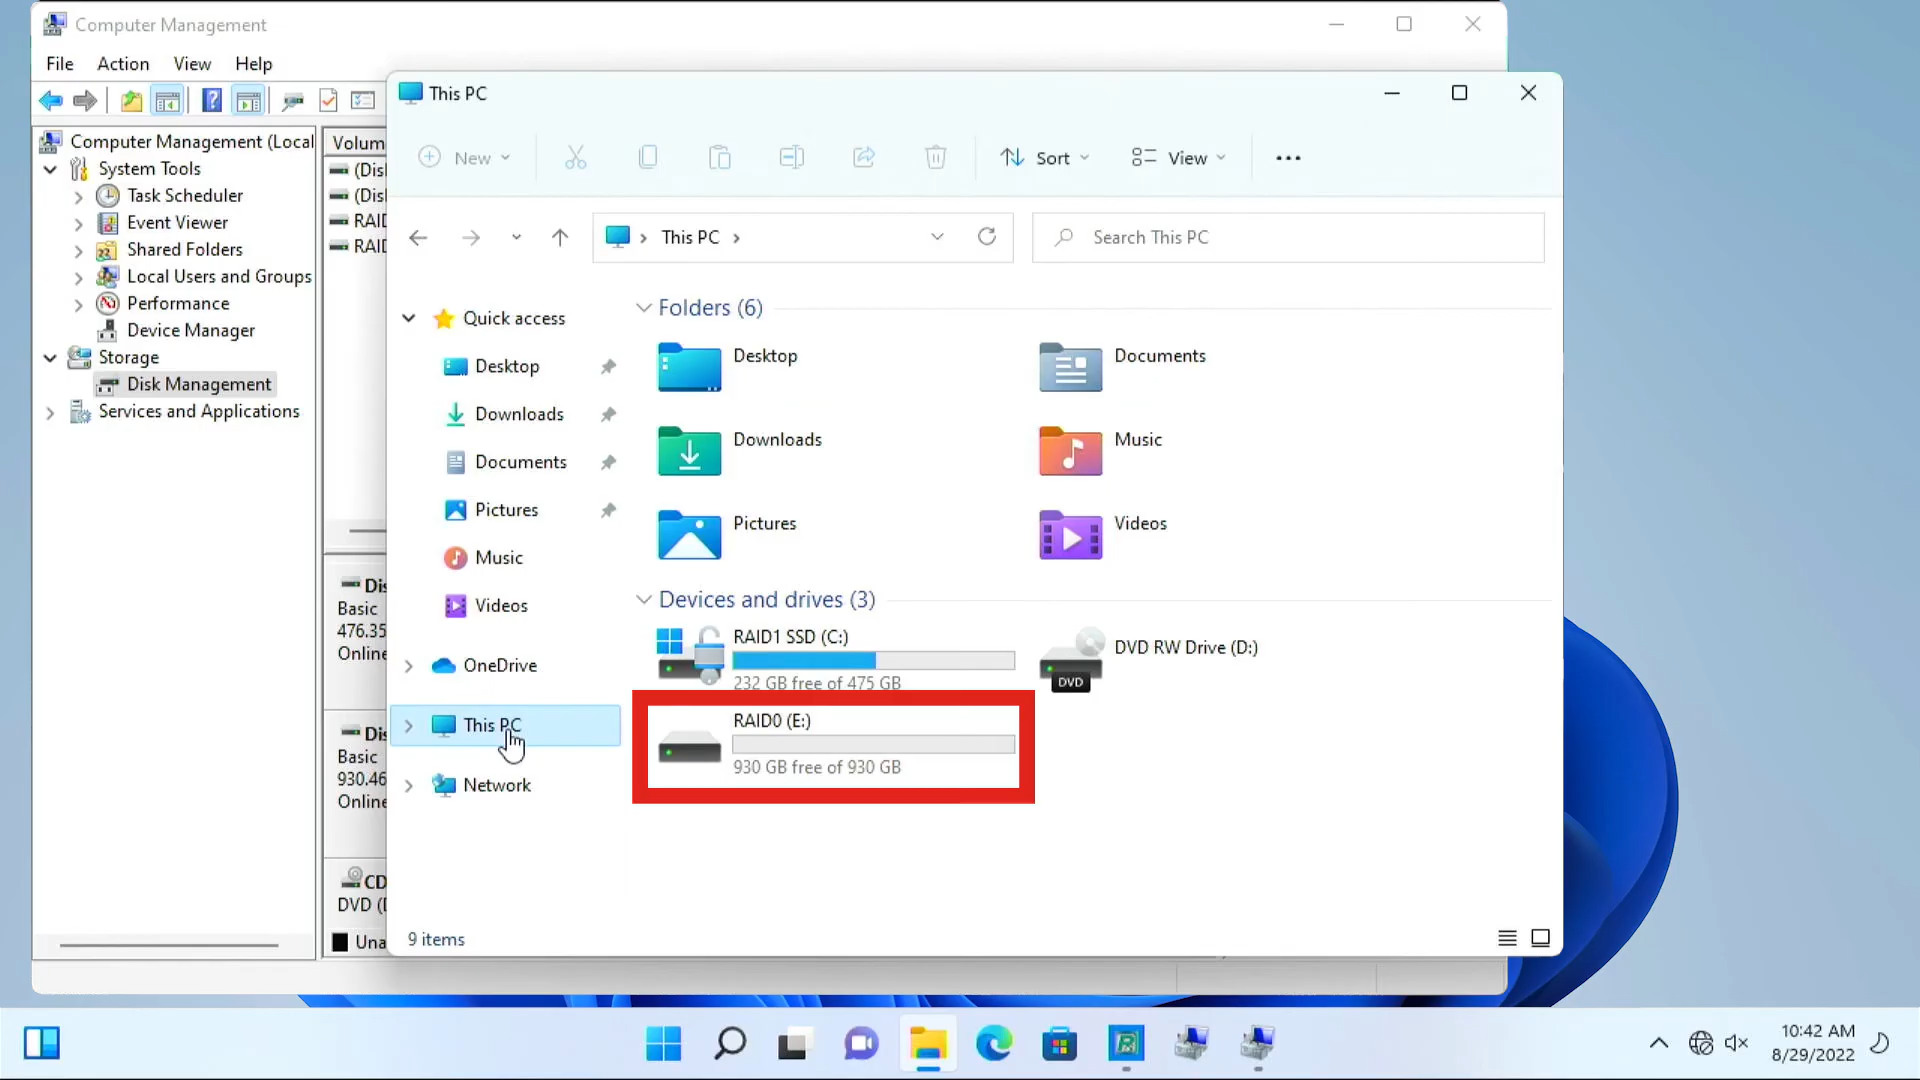 Computer Management
File Action View Help
Computer Management (Local
System Tools
Task Scheduler
Event Viewer
Shared Folders
Local Users and Groups
Performance
Device Manager
Storage
Disk Management
Services and Applications
Volum
(Disk
(Disk
RAID
RAID
Dis
Basic
476.35
Online
Dis
Basic
930.46
Online
CD
DVD (
Una
This PC
New
Sort
View
This PC
Search This PC
Quick access
Desktop
Downloads
Documents
Pictures
Music
Videos
OneDrive
This PC
Network
Folders (6)
Desktop
Documents
Downloads
Music
Pictures
Videos
Devices and drives (3)
RAID1 SSD (C:)
232 GB free of 475 GB
DVD RW Drive (D:)
DVD
RAID0 (E:)
930 GB free of 930 GB
9 items
10:42 AM
8/29/2022